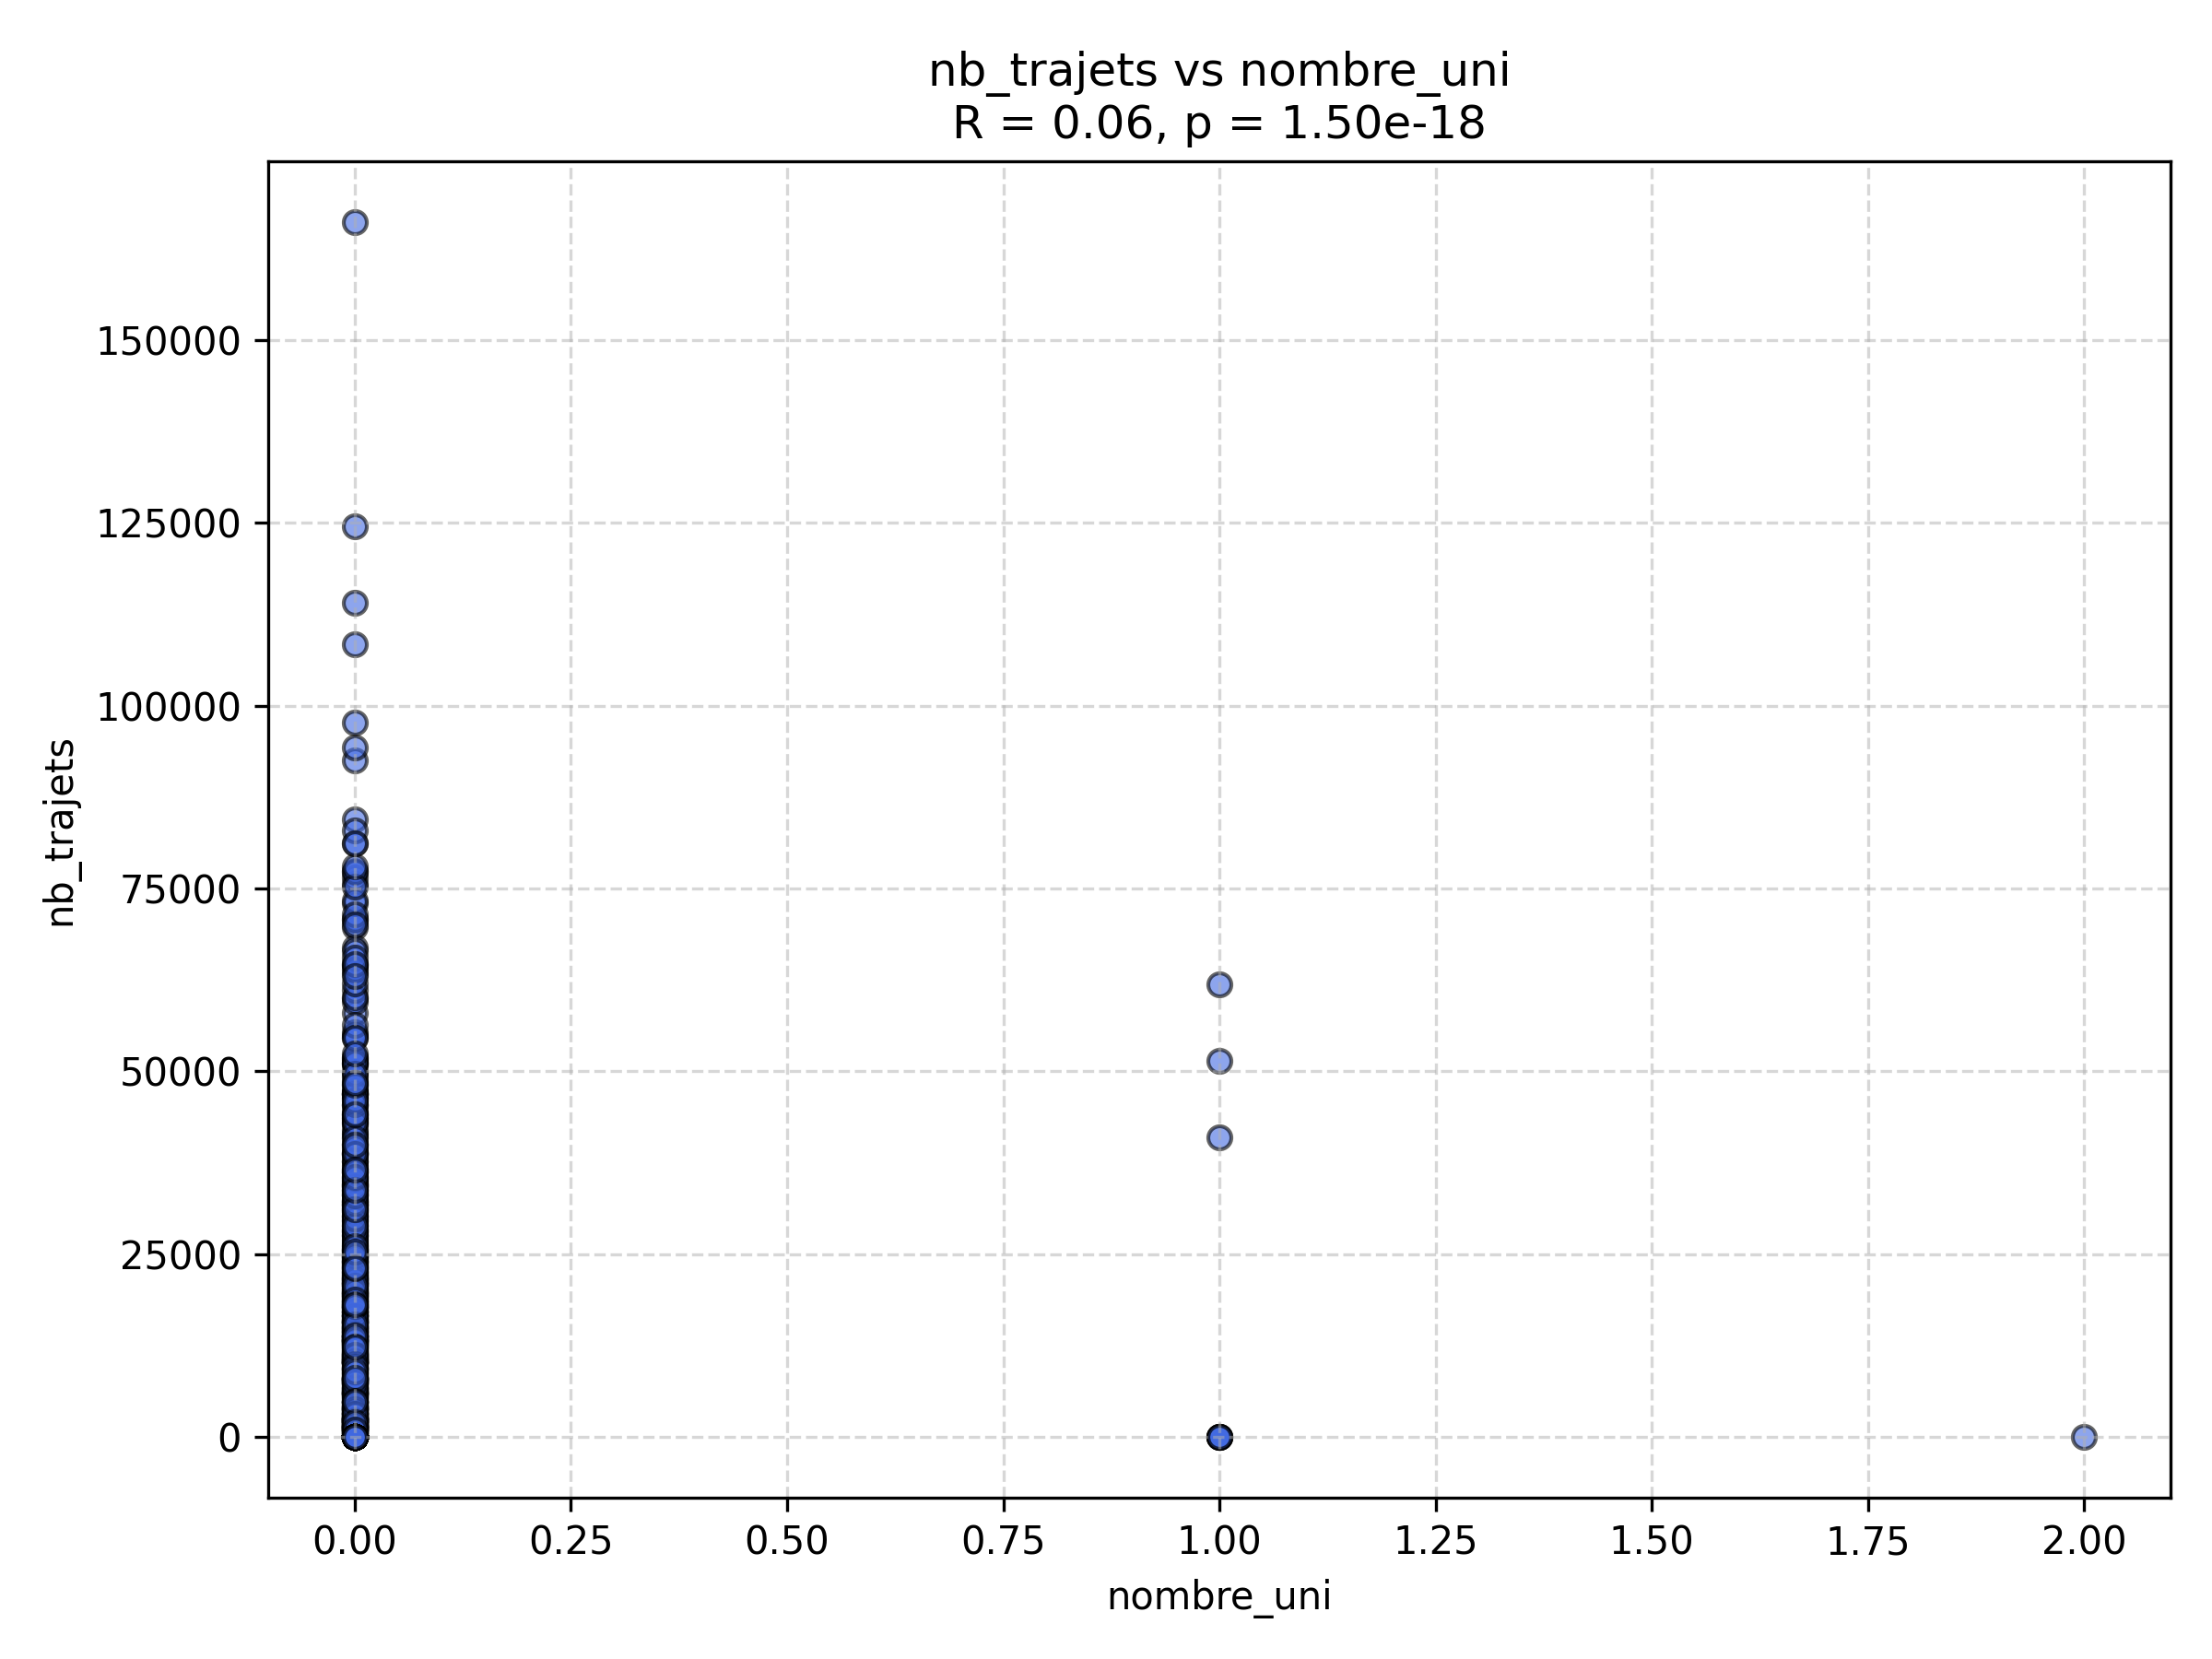 nb_trajets vs nombre_uni
R = 0.06, p = 1.50e-18
150000
125000
100000
75000
50000
25000
0
nb_trajets
0.00 0.25 0.50 0.75 1.00 1.25 1.50 1.75 2.00
nombre_uni